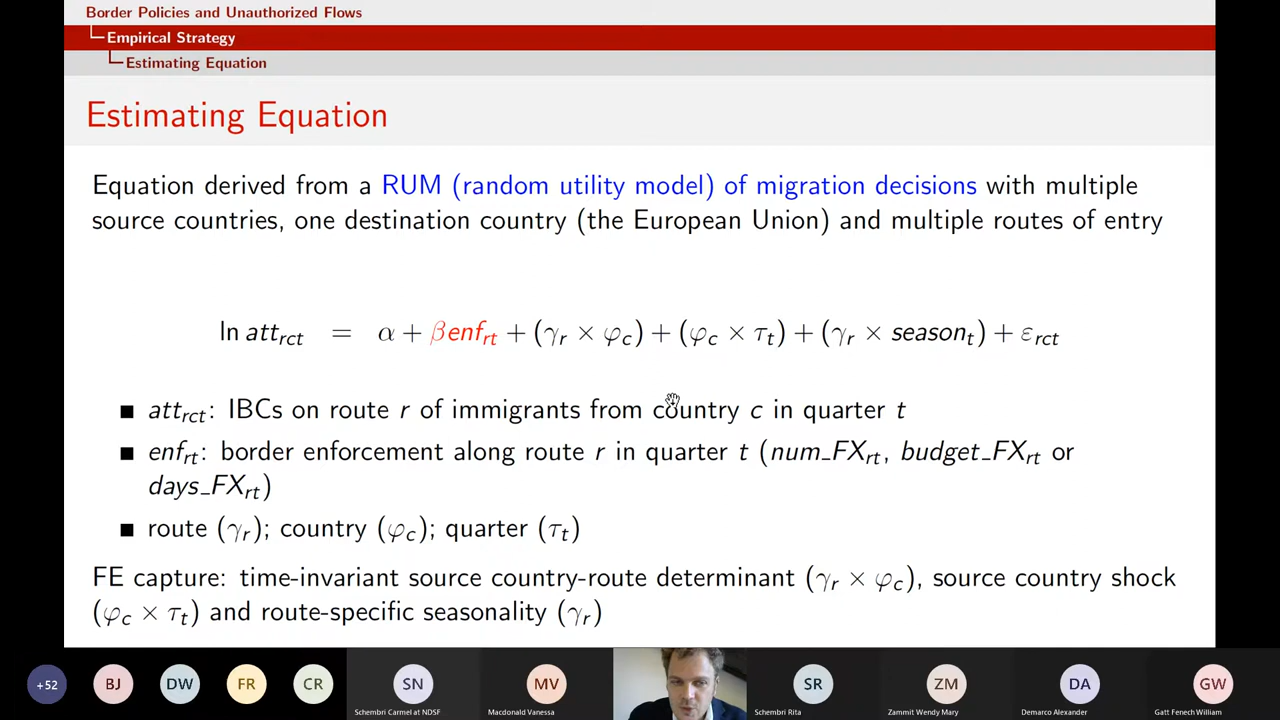 Border Policies and Unauthorized Flows
Empirical Strategy
Estimating Equation
Estimating Equation
Equation derived from a RUM (random utility model) of migration decisions with multiple
source countries, one destination country (the European Union) and multiple routes of entry
ln att_rct = α + βenf_rt + (γ_r × φ_c) + (φ_c × τ_t) + (γ_r × season_t) + ε_rct
■ att_rct: IBCs on route r of immigrants from country c in quarter t
■ enf_rt: border enforcement along route r in quarter t (num_FX_rt, budget_FX_rt or
days_FX_rt)
■ route (γ_r); country (φ_c); quarter (τ_t)
FE capture: time-invariant source country-route determinant (γ_r × φ_c), source country shock
(φ_c × τ_t) and route-specific seasonality (γ_r)
+52 BJ DW FR CR SN MV SR ZM DA GW
Schembri Carmel at NDSF Macdonald Vanessa Schembri Rita Zammit Wendy Mary Demarco Alexander Gatt Fenech William